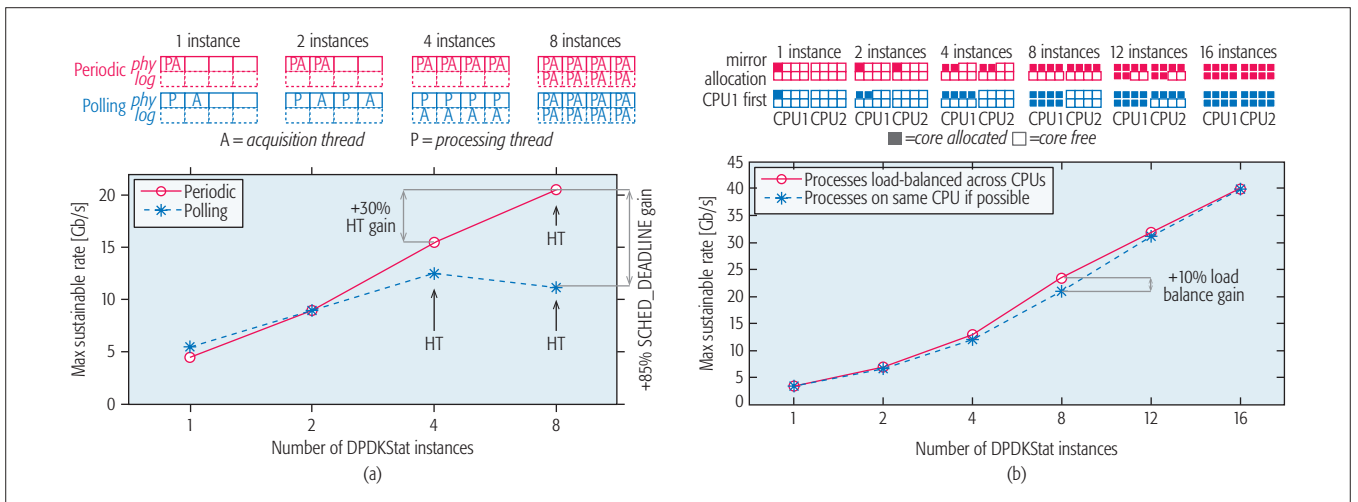 1 instance 2 instances 4 instances 8 instances
Periodic phy PA PA PA PA PA PA PA PA PA PA PA
log PA PA PA PA
Polling phy P A P A P A P P P P PA PA PA PA
log A A A A PA PA PA PA
A = acquisition thread P = processing thread
Max sustainable rate [Gb/s]
20
15
10
5
0
Periodic
Polling
+30%
HT gain
HT
HT
HT
+85% SCHED_DEADLINE gain
1 2 4 8
Number of DPDKStat instances
(a)
1 instance 2 instances 4 instances 8 instances 12 instances 16 instances
mirror
allocation
CPU1 first
CPU1 CPU2 CPU1 CPU2 CPU1 CPU2 CPU1 CPU2 CPU1 CPU2 CPU1 CPU2
=core allocated =core free
Max sustainable rate [Gb/s]
45
40
35
30
25
20
15
10
5
0
Processes load-balanced across CPUs
Processes on same CPU if possible
+10% load
balance gain
1 2 4 8 12 16
Number of DPDKStat instances
(b)